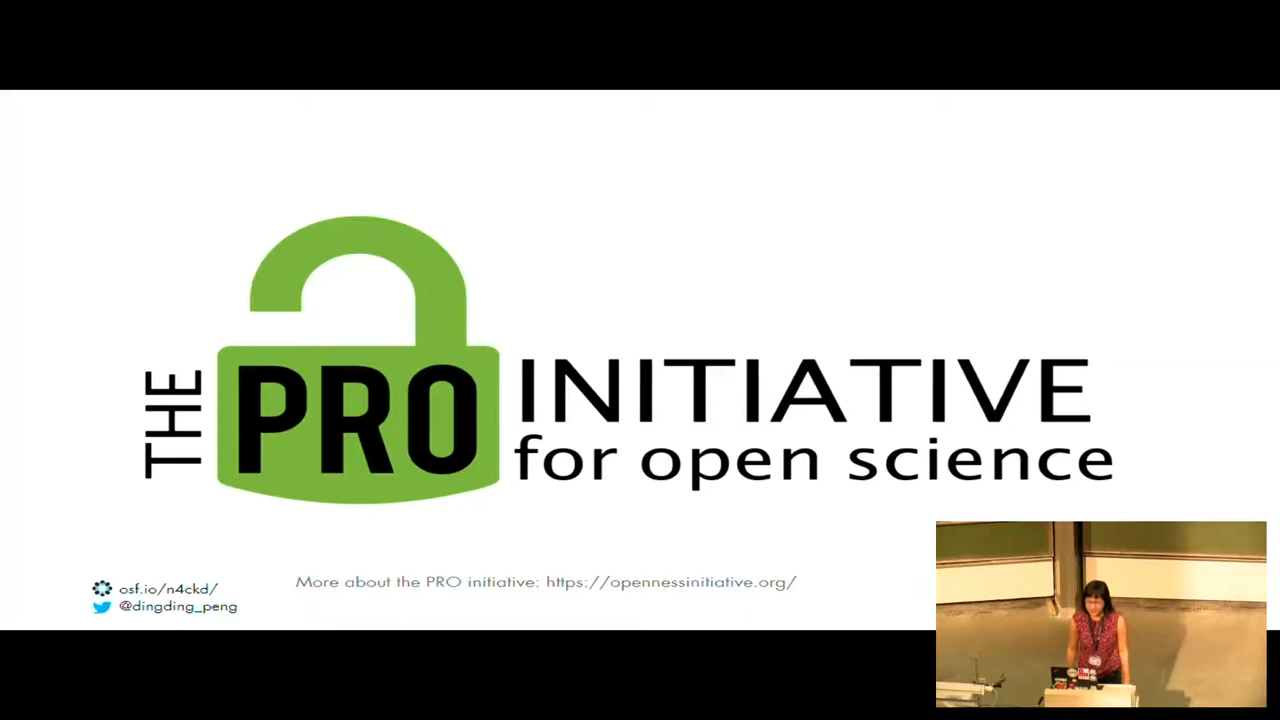 THE PRO INITIATIVE
for open science
More about the PRO initiative: https://opennessinitiative.org/
osf.io/n4ckd/
@dingding_peng